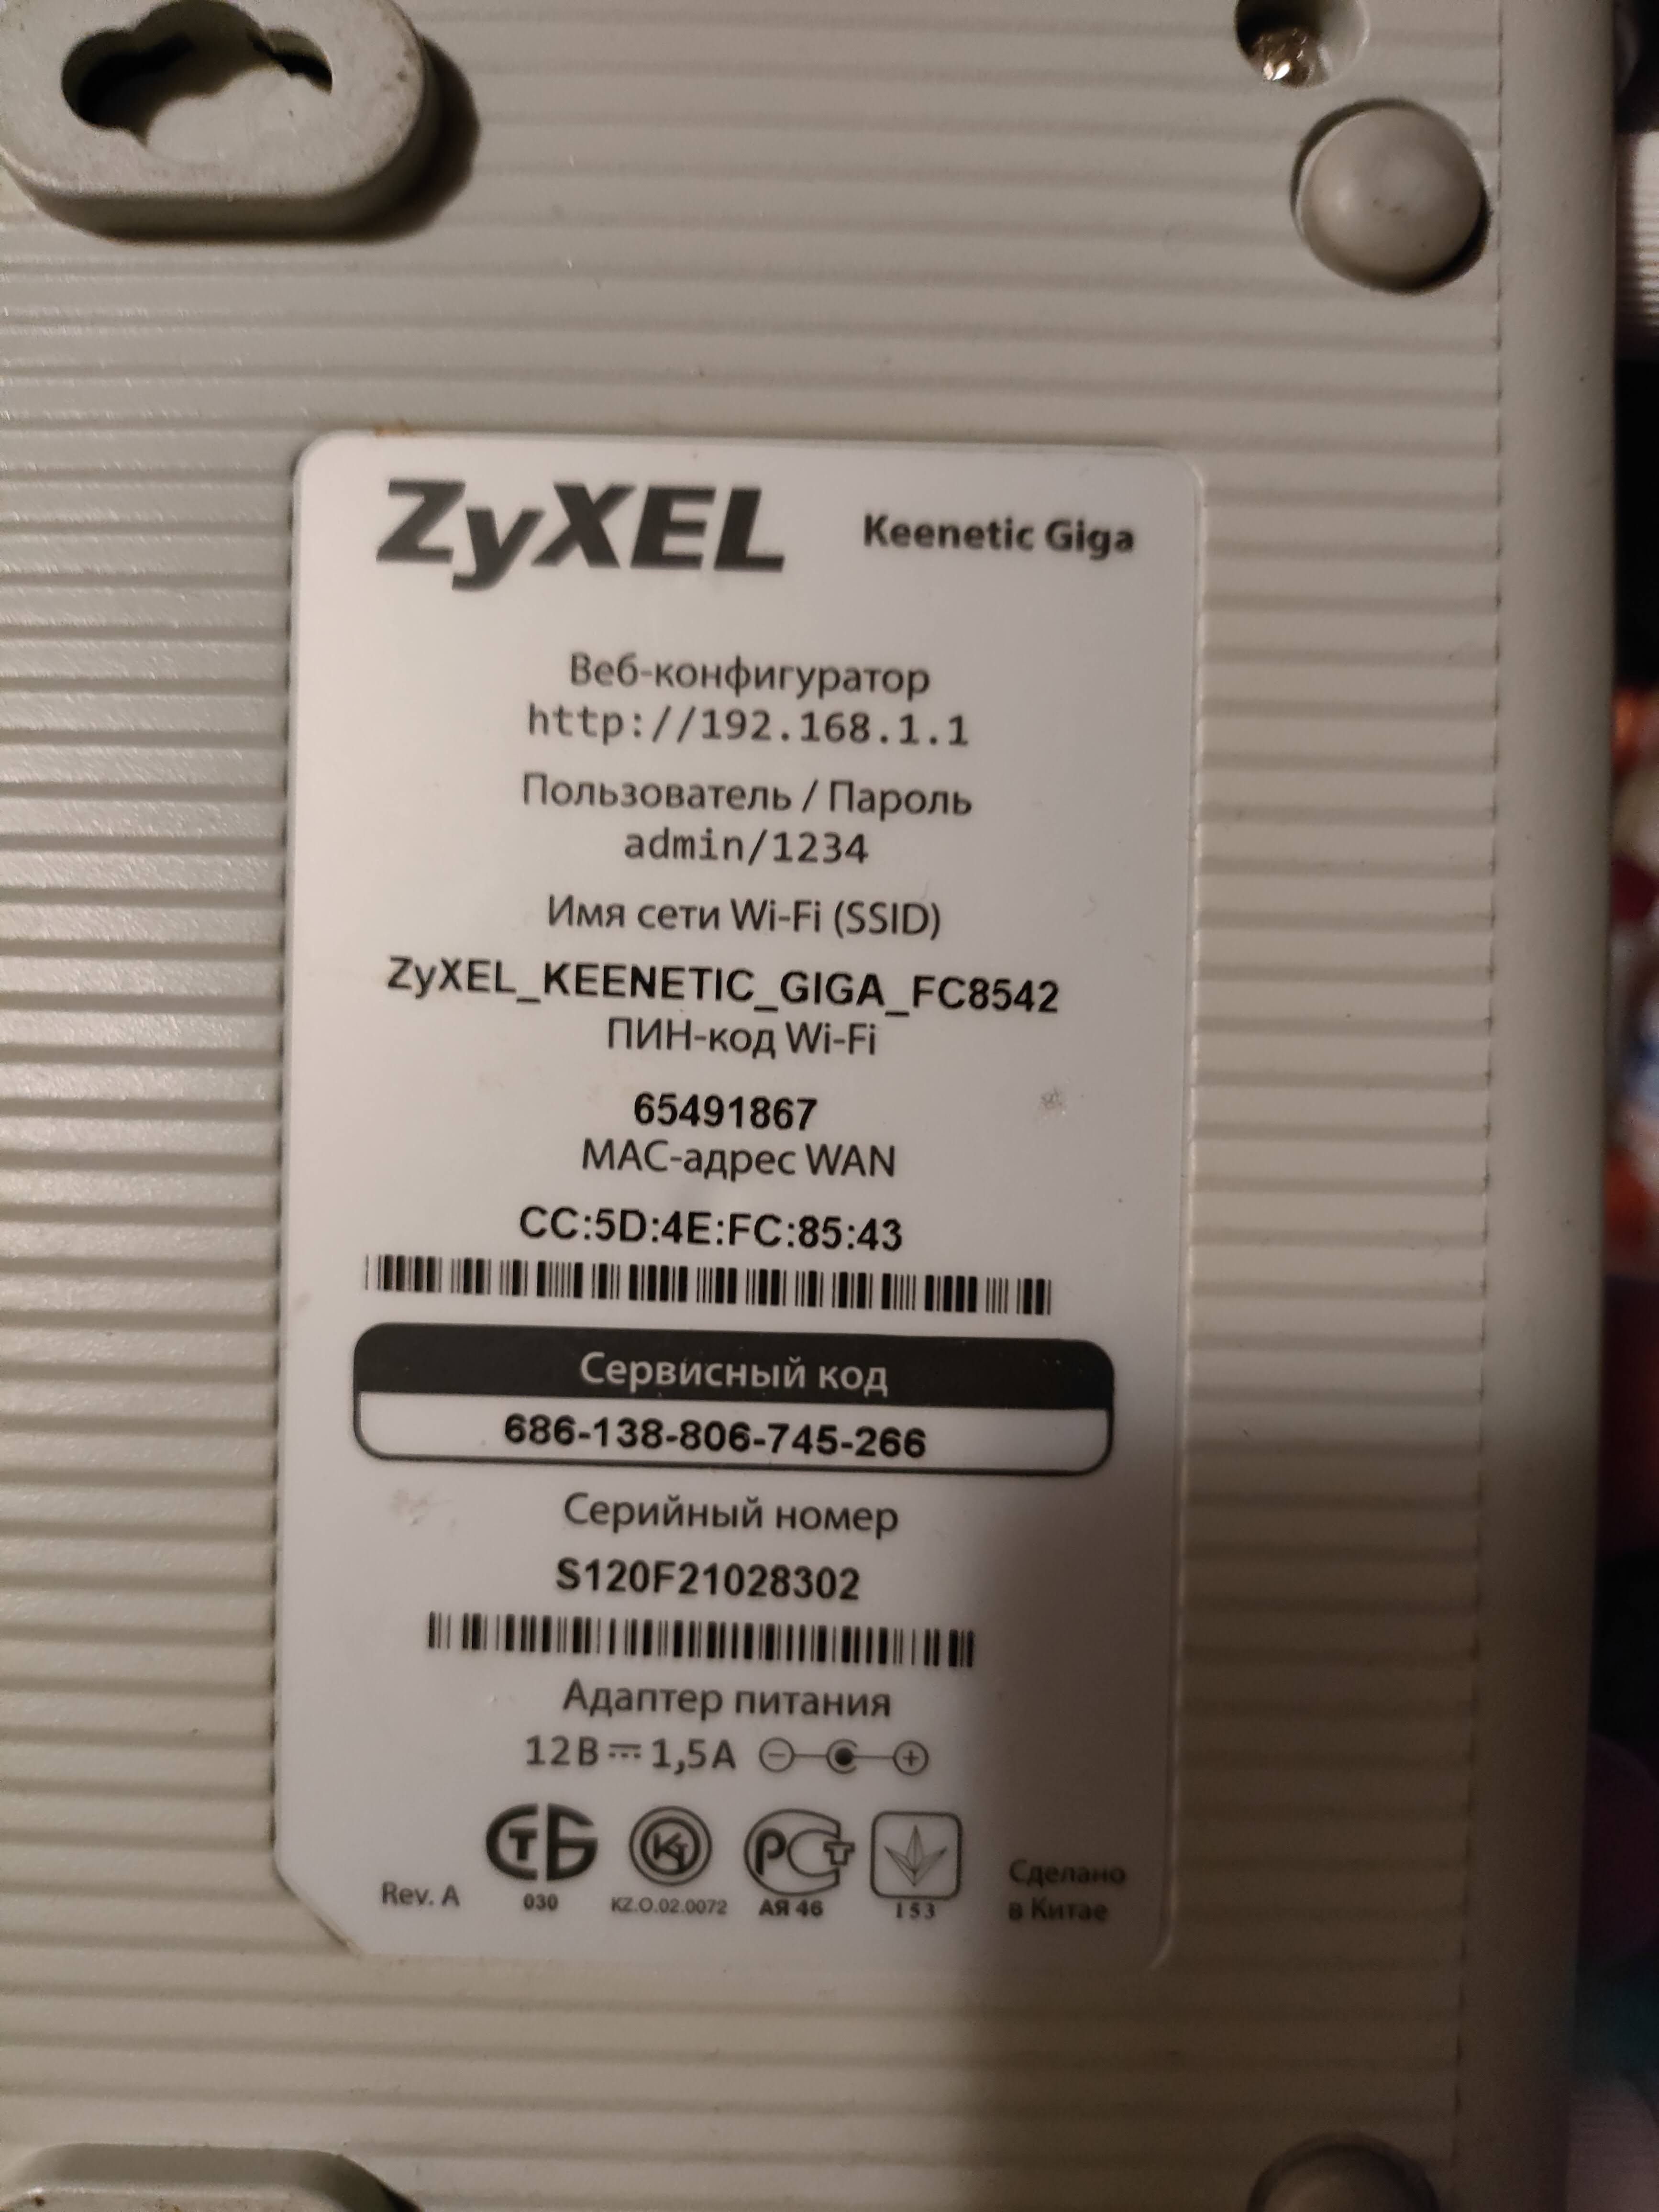 ZyXEL Keenetic Giga
Веб-конфигуратор
http://192.168.1.1
Пользователь / Пароль
admin/1234
Имя сети Wi-Fi (SSID)
ZyXEL_KEENETIC_GIGA_FC8542
ПИН-код Wi-Fi
65491867
МАС-адрес WAN
CC:5D:4E:FC:85:43
Сервисный код
686-138-806-745-266
Серийный номер
S120F21028302
Адаптер питания
12В 1,5А
Rev. A
030
KZ.O.02.0072
АЯ 46
153
Сделано
в Китае